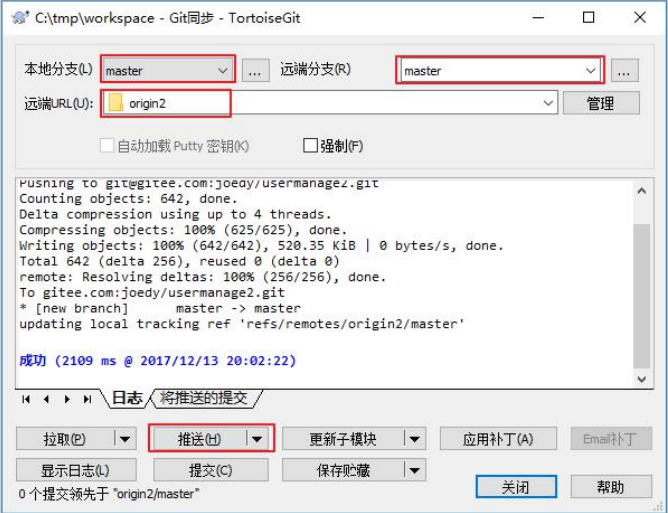 C:\tmp\workspace - Git同步 - TortoiseGit
本地分支(L) master ... 远端分支(R) master ...
远端URL(U): origin2 管理
自动加载 Putty 密钥(K) 强制(F)
Pushing to git@gitee.com:joedy/usermanage2.git
Counting objects: 642, done.
Delta compression using up to 4 threads.
Compressing objects: 100% (625/625), done.
Writing objects: 100% (642/642), 520.35 KiB | 0 bytes/s, done.
Total 642 (delta 256), reused 0 (delta 0)
remote: Resolving deltas: 100% (256/256), done.
To gitee.com:joedy/usermanage2.git
* [new branch] master -> master
updating local tracking ref 'refs/remotes/origin2/master'
成功 (2109 ms @ 2017/12/13 20:02:22)
日志 将推送的提交
拉取(P) 推送(H) 更新子模块 应用补丁(A) Email补丁
显示日志(L) 提交(C) 保存贮藏 关闭 帮助
0 个提交领先于 "origin2/master"